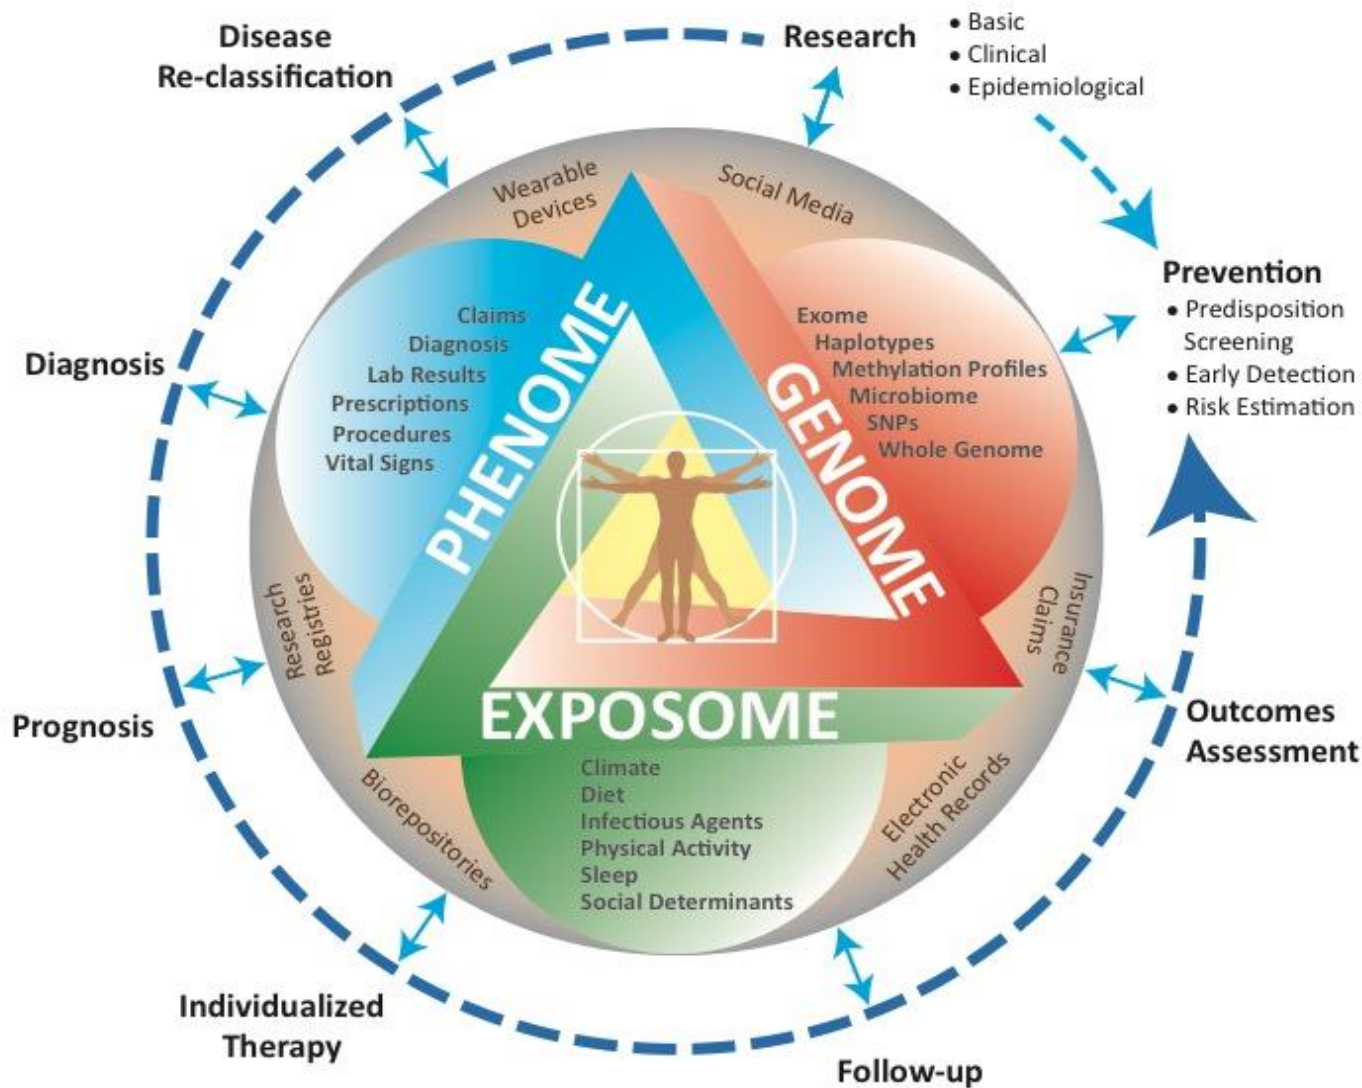 Disease
Re-classification
Research
• Basic
• Clinical
• Epidemiological
Wearable
Devices
Social Media
Prevention
• Predisposition
Screening
• Early Detection
• Risk Estimation
Diagnosis
Claims
Diagnosis
Lab Results
Prescriptions
Procedures
Vital Signs
PHENOME
GENOME
Exome
Haplotypes
Methylation Profiles
Microbiome
SNPs
Whole Genome
Research
Registries
Insurance
Claims
Prognosis
EXPOSOME
Climate
Diet
Infectious Agents
Physical Activity
Sleep
Social Determinants
Biorepositories
Electronic
Health Records
Outcomes
Assessment
Individualized
Therapy
Follow-up